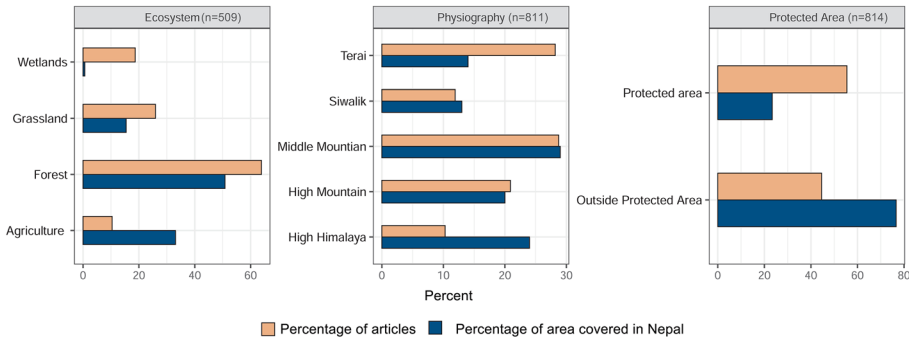 Ecosystem (n=509)
Wetlands
Grassland
Forest
Agriculture
0 20 40 60
Physiography (n=811)
Terai
Siwalik
Middle Mountian
High Mountain
High Himalaya
0 10 20 30
Protected Area (n=814)
Protected area
Outside Protected Area
0 20 40 60 80
Percent
Percentage of articles Percentage of area covered in Nepal